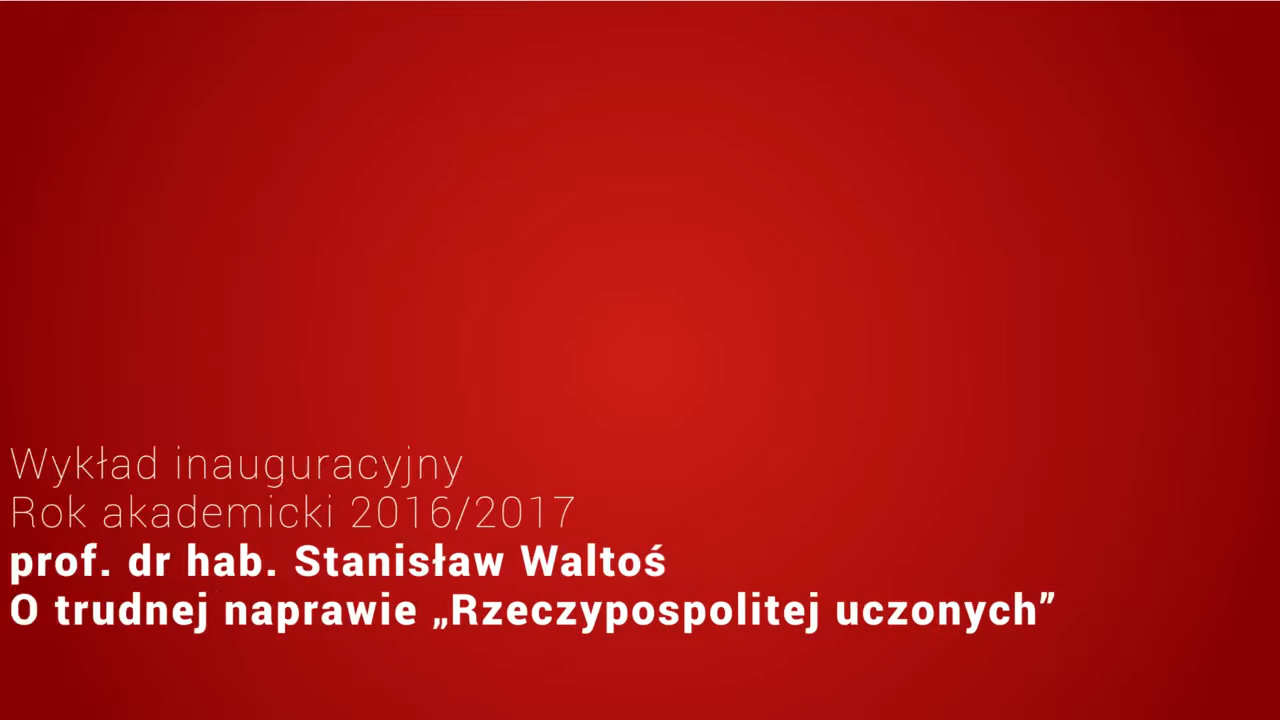 Wykład inauguracyjny
Rok akademicki 2016/2017
prof. dr hab. Stanisław Waltoś
O trudnej naprawie „Rzeczypospolitej uczonych”